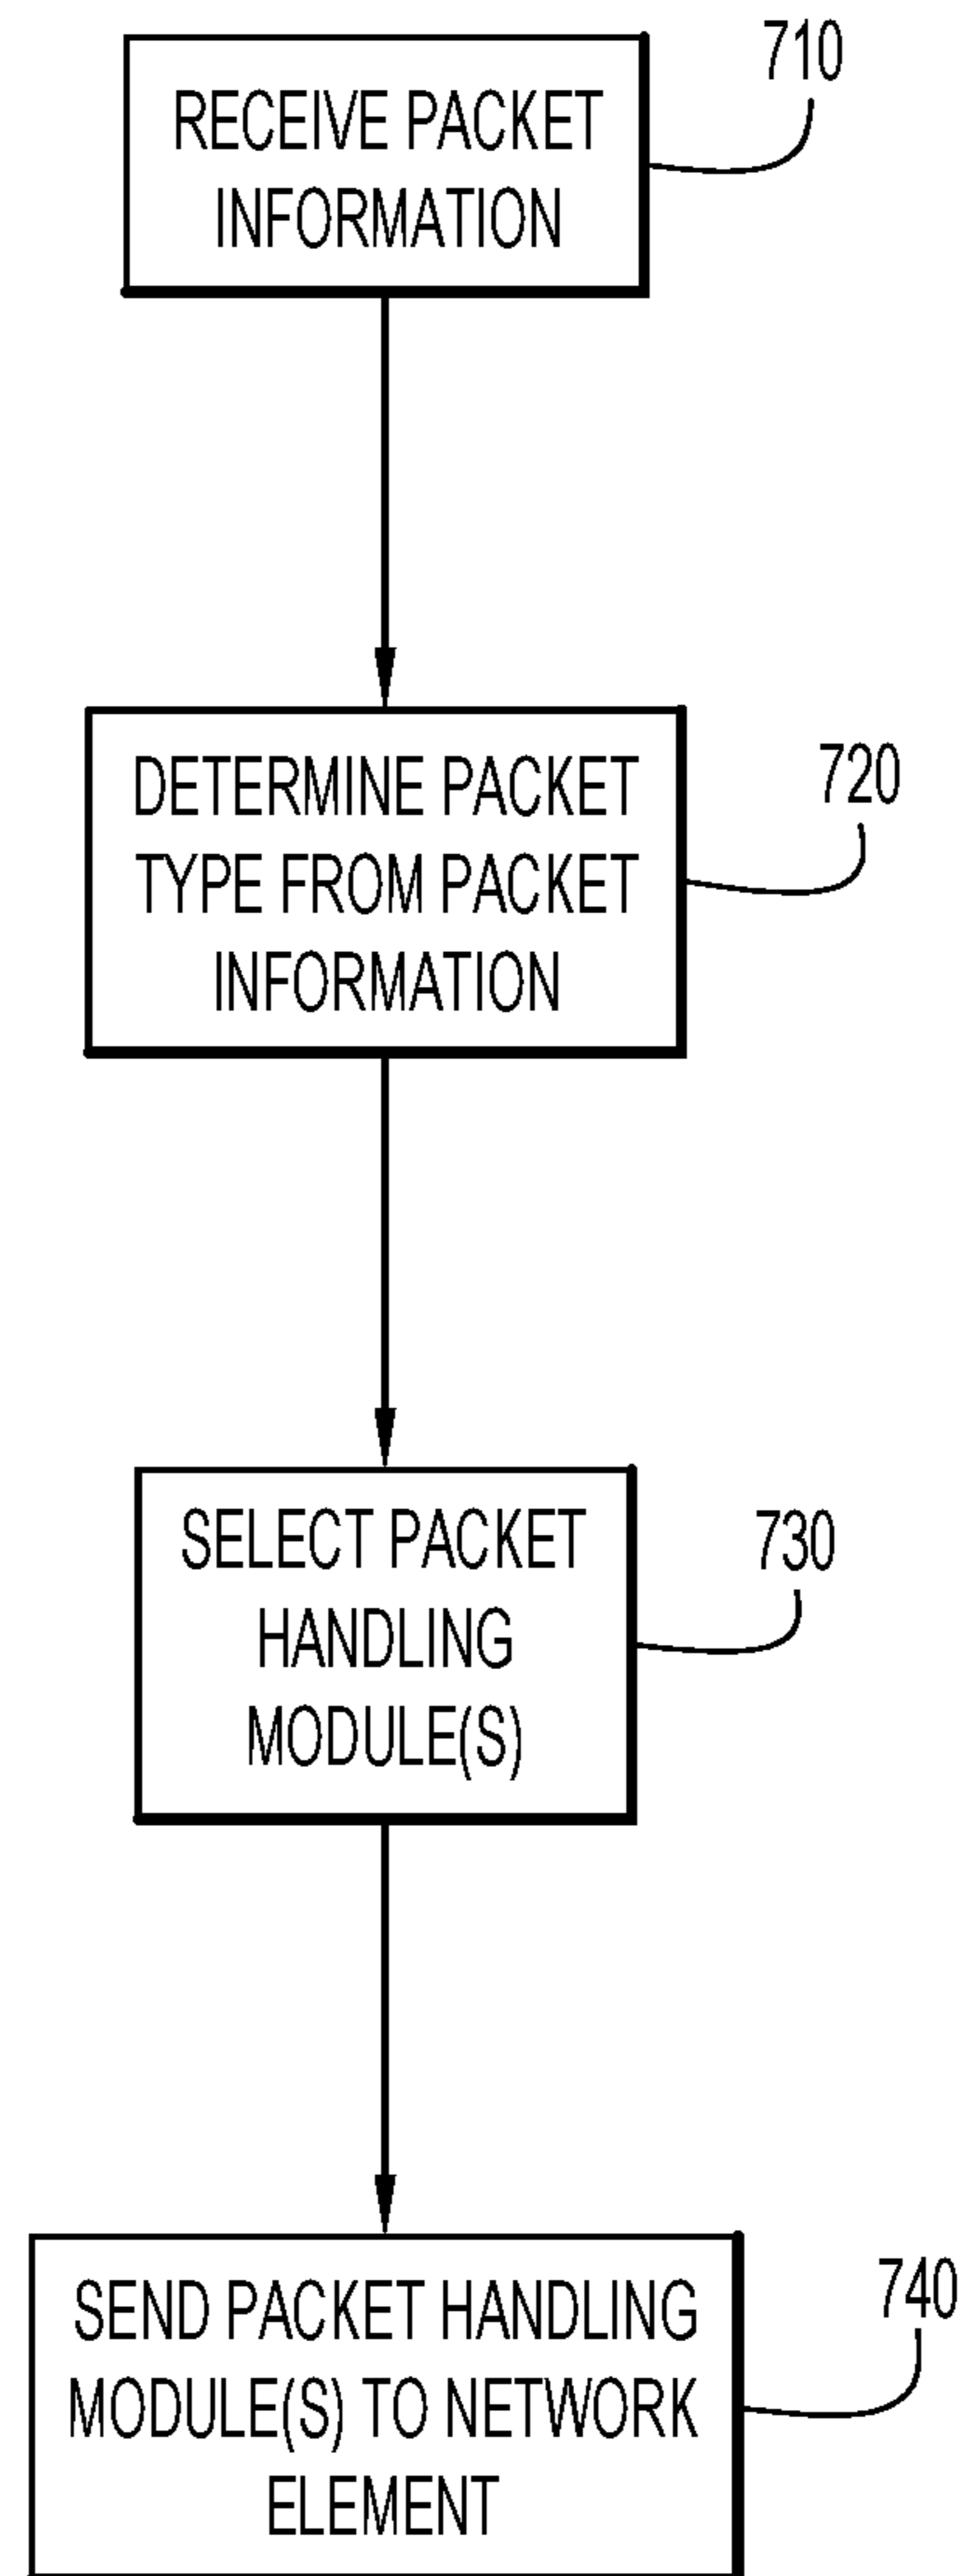 710
RECEIVE PACKET
INFORMATION
720
DETERMINE PACKET
TYPE FROM PACKET
INFORMATION
730
SELECT PACKET
HANDLING
MODULE(S)
740
SEND PACKET HANDLING
MODULE(S) TO NETWORK
ELEMENT